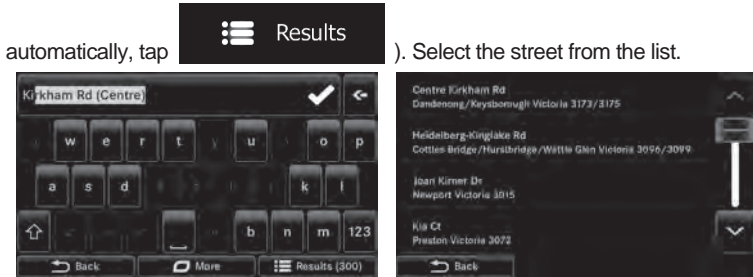 Results
automatically, tap ). Select the street from the list.
Kirkham Rd (Centre)
w e r t u o p
a s d k l
b n m 123
Back More Results (300)
Centre Kirkham Rd
Dandenong/Keysborough Victoria 3173/3175
Heidelberg-Kinglake Rd
Cottles Bridge/Hurstbridge/Wattle Glen Victoria 3096/3099
Joan Kirner Dr
Newport Victoria 3015
Kia Ct
Preston Victoria 3072
Back